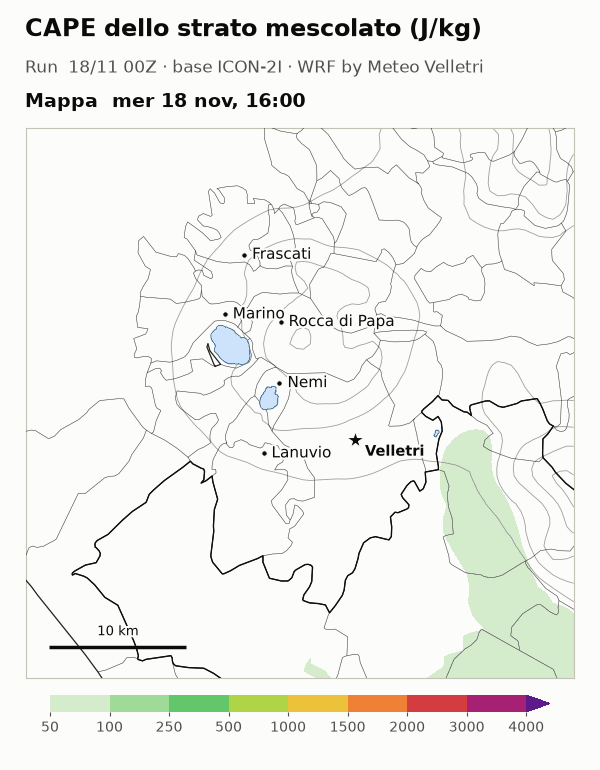 CAPE dello strato mescolato (J/kg)
Run 18/11 00Z · base ICON-2I · WRF by Meteo Velletri
Mappa mer 18 nov, 16:00
Frascati
Marino
Rocca di Papa
Nemi
Velletri
Lanuvio
10 km
50 100 250 500 1000 1500 2000 3000 4000